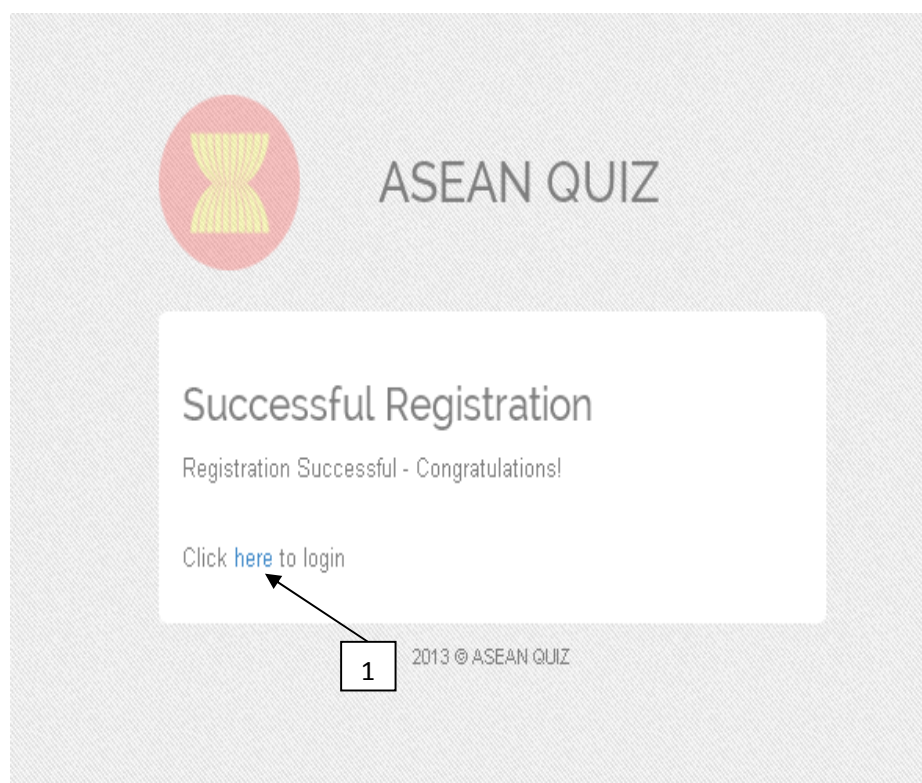 ASEAN QUIZ
Successful Registration
Registration Successful - Congratulations!
Click here to login
1
2013 © ASEAN QUIZ